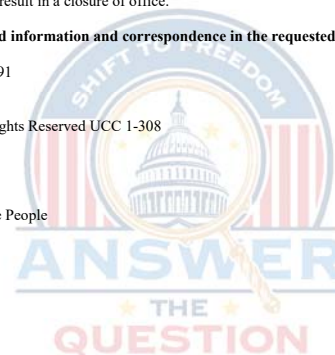 result in a closure of office.
d information and correspondence in the requested
91
ghts Reserved UCC 1-308
e People
SHIFT TO FREEDOM
ANSWER
THE
QUESTION